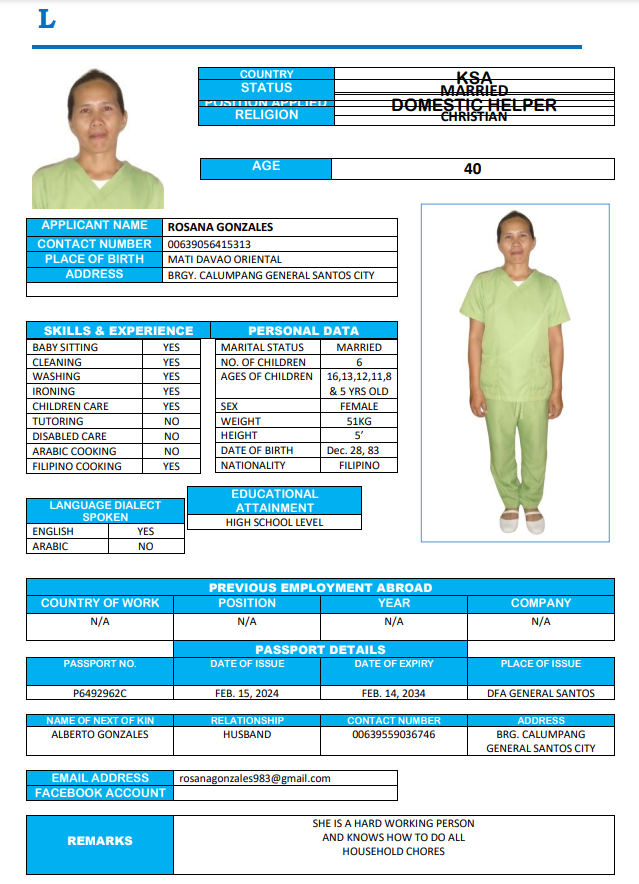 L
COUNTRY KSA
STATUS MARRIED
POSITION APPLIED DOMESTIC HELPER
RELIGION CHRISTIAN
AGE 40
APPLICANT NAME ROSANA GONZALES
CONTACT NUMBER 00639056415313
PLACE OF BIRTH MATI DAVAO ORIENTAL
ADDRESS BRGY. CALUMPANG GENERAL SANTOS CITY
SKILLS & EXPERIENCE PERSONAL DATA
BABY SITTING YES MARITAL STATUS MARRIED
CLEANING YES NO. OF CHILDREN 6
WASHING YES AGES OF CHILDREN 16,13,12,11,8
IRONING YES & 5 YRS OLD
CHILDREN CARE YES SEX FEMALE
TUTORING NO WEIGHT 51KG
DISABLED CARE NO HEIGHT 5’
ARABIC COOKING NO DATE OF BIRTH Dec. 28, 83
FILIPINO COOKING YES NATIONALITY FILIPINO
LANGUAGE DIALECT
SPOKEN
ENGLISH YES
ARABIC NO
EDUCATIONAL
ATTAINMENT
HIGH SCHOOL LEVEL
PREVIOUS EMPLOYMENT ABROAD
COUNTRY OF WORK POSITION YEAR COMPANY
N/A N/A N/A N/A
PASSPORT DETAILS
PASSPORT NO. DATE OF ISSUE DATE OF EXPIRY PLACE OF ISSUE
P6492962C FEB. 15, 2024 FEB. 14, 2034 DFA GENERAL SANTOS
NAME OF NEXT OF KIN RELATIONSHIP CONTACT NUMBER ADDRESS
ALBERTO GONZALES HUSBAND 00639559036746 BRG. CALUMPANG
GENERAL SANTOS CITY
EMAIL ADDRESS rosanagonzales983@gmail.com
FACEBOOK ACCOUNT
REMARKS
SHE IS A HARD WORKING PERSON
AND KNOWS HOW TO DO ALL
HOUSEHOLD CHORES